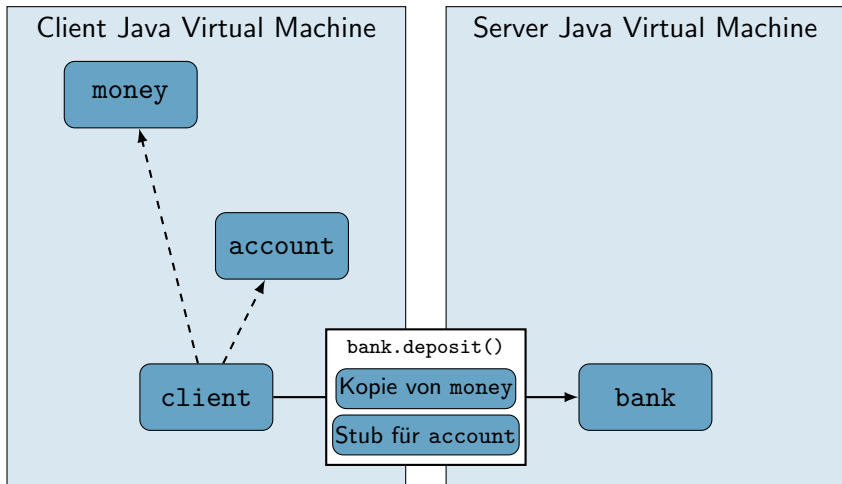 Client Java Virtual Machine
Server Java Virtual Machine
money
account
client
bank.deposit()
Kopie von money
Stub für account
bank